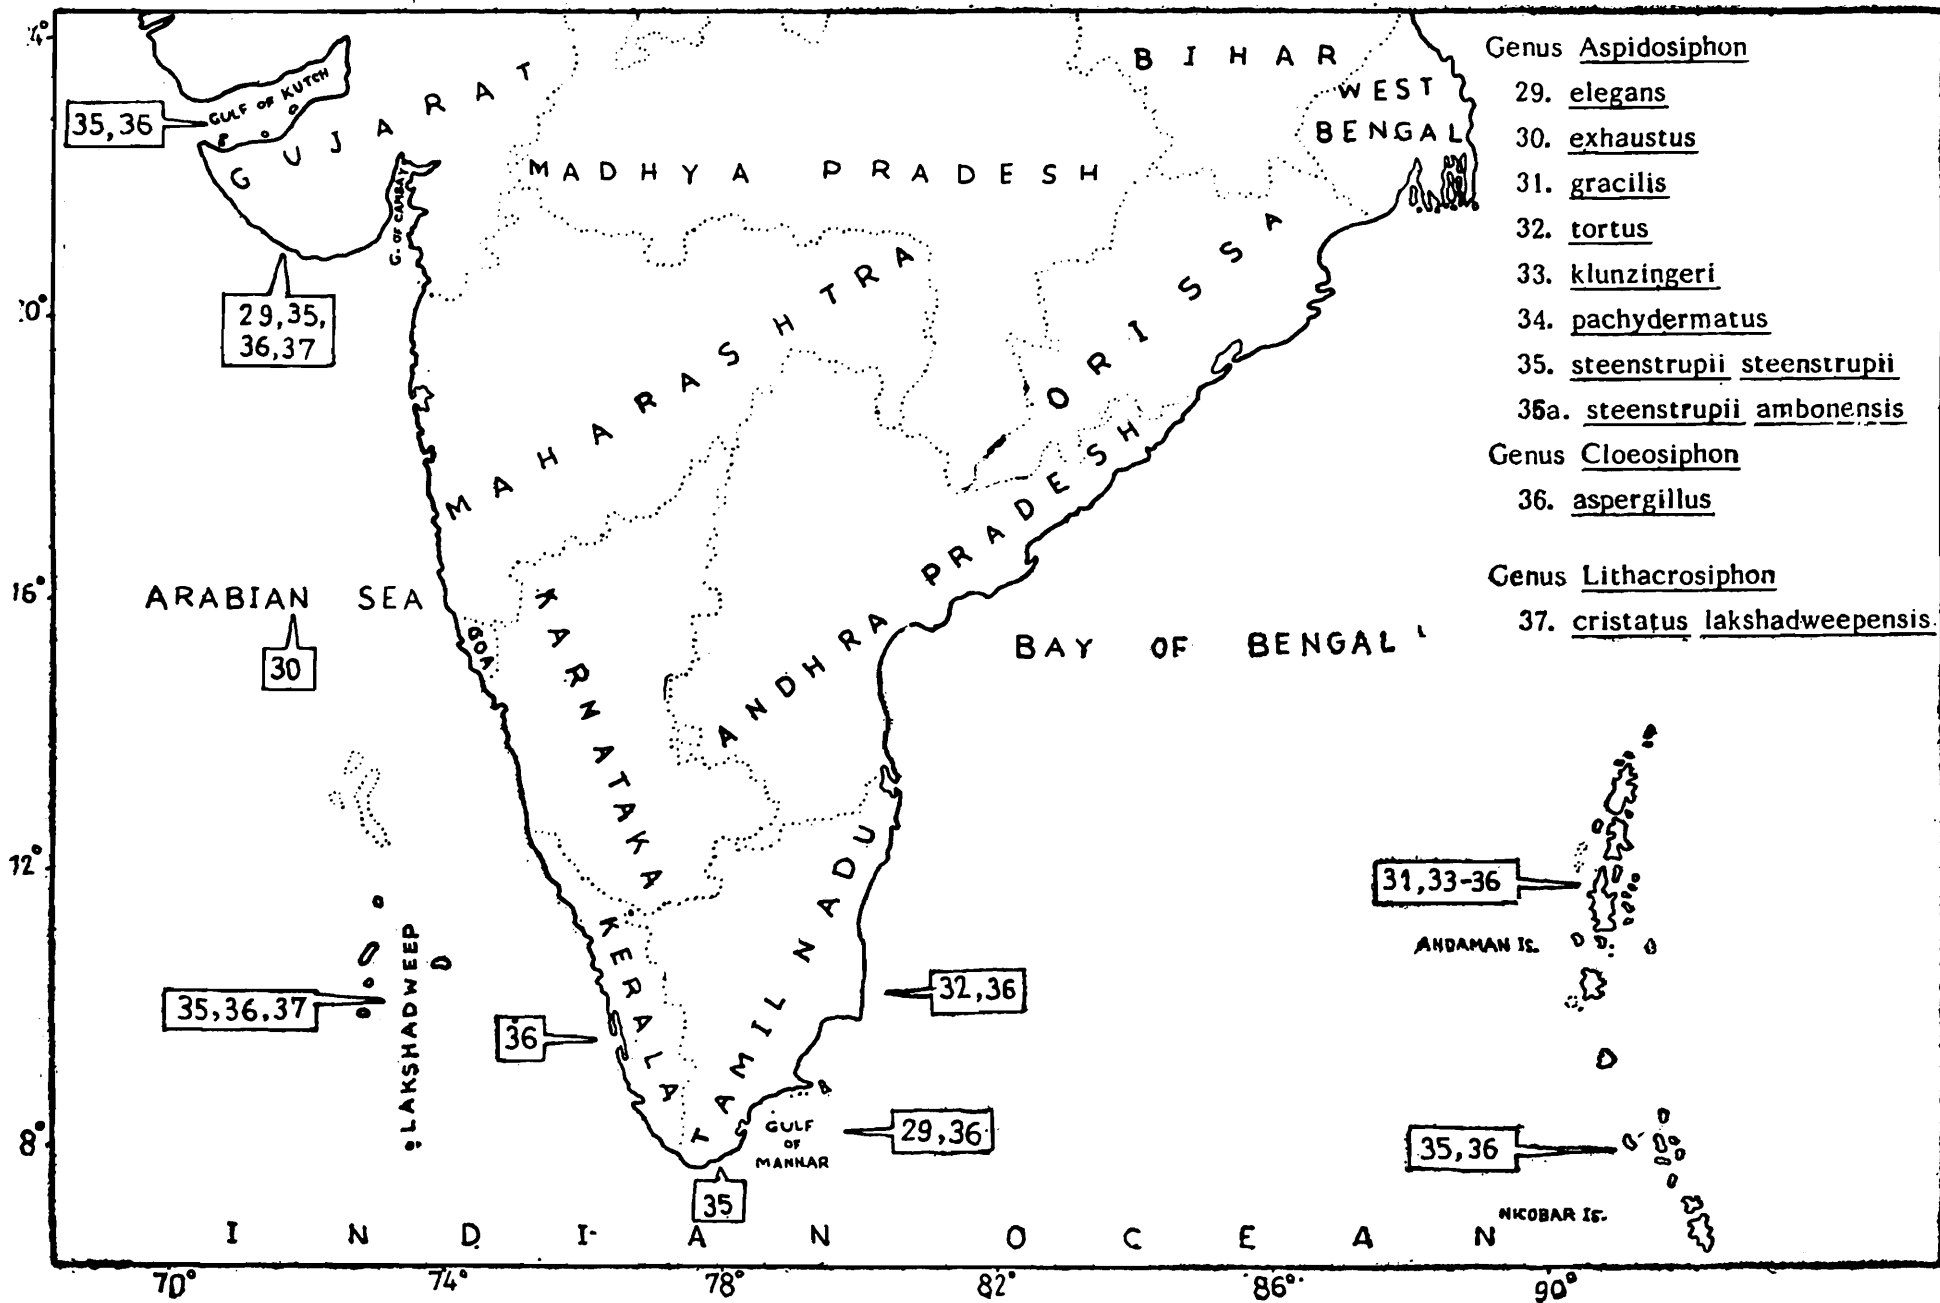 Genus Aspidosiphon
29. elegans
30. exhaustus
31. gracilis
32. tortus
33. klunzingeri
34. pachydermatus
35. steenstrupii steenstrupii
35a. steenstrupii ambonensis
Genus Cloeosiphon
36. aspergillus
Genus Lithacrosiphon
37. cristatus lakshadweepensis
BIHAR
WEST
BENGAL
GULF OF KUTCH
35,36
GUJARAT
G. OF CAMBAY
MADHYA PRADESH
29,35,
36,37
MAHARASHTRA
ORISSA
ANDHRA PRADESH
ARABIAN SEA
30
GOA
KARNATAKA
BAY OF BENGAL
31,33-36
ANDAMAN Is.
LAKSHADWEEP
35,36,37
KERALA
36
TAMIL NADU
32,36
GULF
OF
MANNAR
29,36
35
35,36
NICOBAR Is.
INDIAN OCEAN
16°
12°
8°
70° 74° 78° 82° 86° 90°